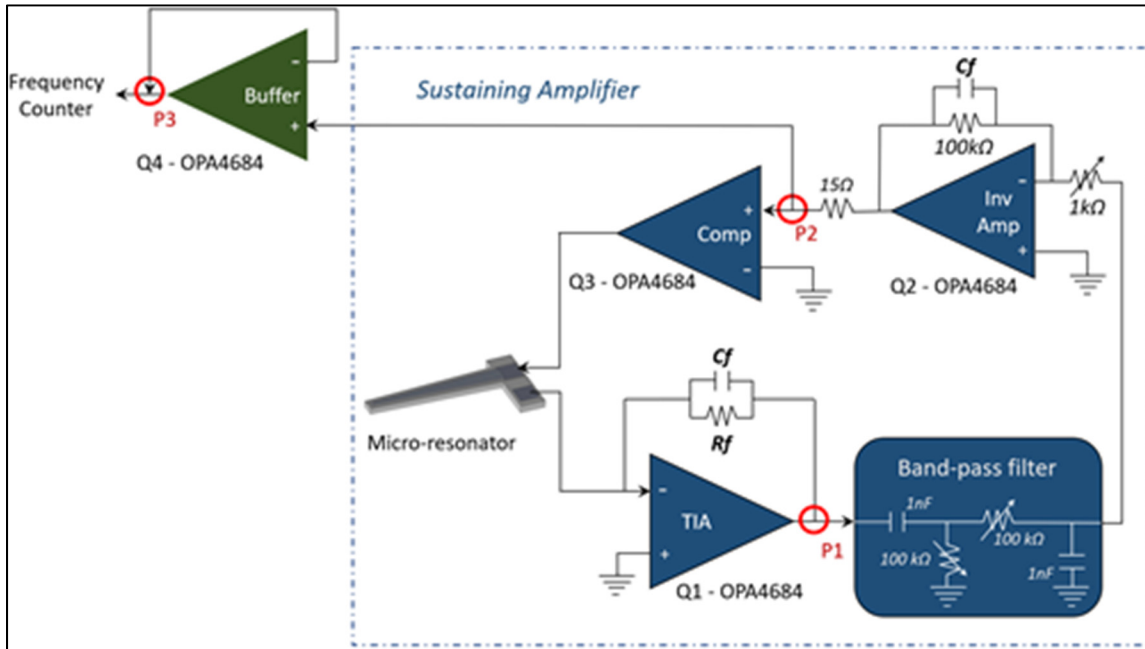 Frequency
Counter
P3
Buffer
−
+
Q4 - OPA4684
Sustaining Amplifier
Cf
100kΩ
15Ω
P2
−
Inv
Amp
+
1kΩ
Q2 - OPA4684
+
Comp
−
Q3 - OPA4684
Micro-resonator
Cf
Rf
−
TIA
+
P1
Q1 - OPA4684
Band-pass filter
1nF
100 kΩ
100 kΩ
1nF